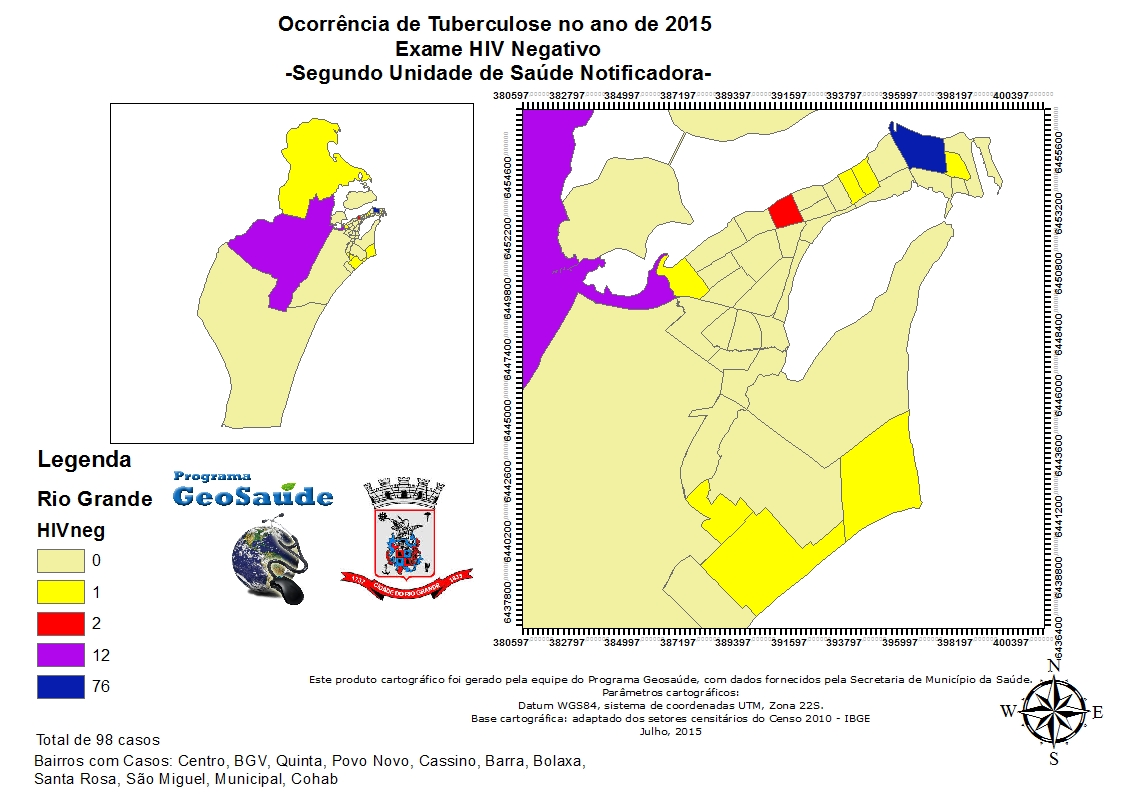 Ocorrência de Tuberculose no ano de 2015
Exame HIV Negativo
-Segundo Unidade de Saúde Notificadora-
380597 382797 384997 387197 389397 391597 393797 395997 398197 400397
6455600
6454600
6453200
6452200
6450800
6449800
6448400
6447400
6446000
6445000
6443600
6442600
6441200
6440200
6438800
6437800
6436400
380597 382797 384997 387197 389397 391597 393797 395997 398197 400397
Legenda
Rio Grande
HIVneg
0
1
2
12
76
Programa
GeoSaúde
1737 CIDADE DO RIO GRANDE 1835
Este produto cartográfico foi gerado pela equipe do Programa Geosaúde, com dados fornecidos pela Secretaria de Município da Saúde.
Parâmetros cartográficos:
Datum WGS84, sistema de coordenadas UTM, Zona 22S.
Base cartográfica: adaptado dos setores censitários do Censo 2010 - IBGE
Julho, 2015
N
W E
S
Total de 98 casos
Bairros com Casos: Centro, BGV, Quinta, Povo Novo, Cassino, Barra, Bolaxa,
Santa Rosa, São Miguel, Municipal, Cohab